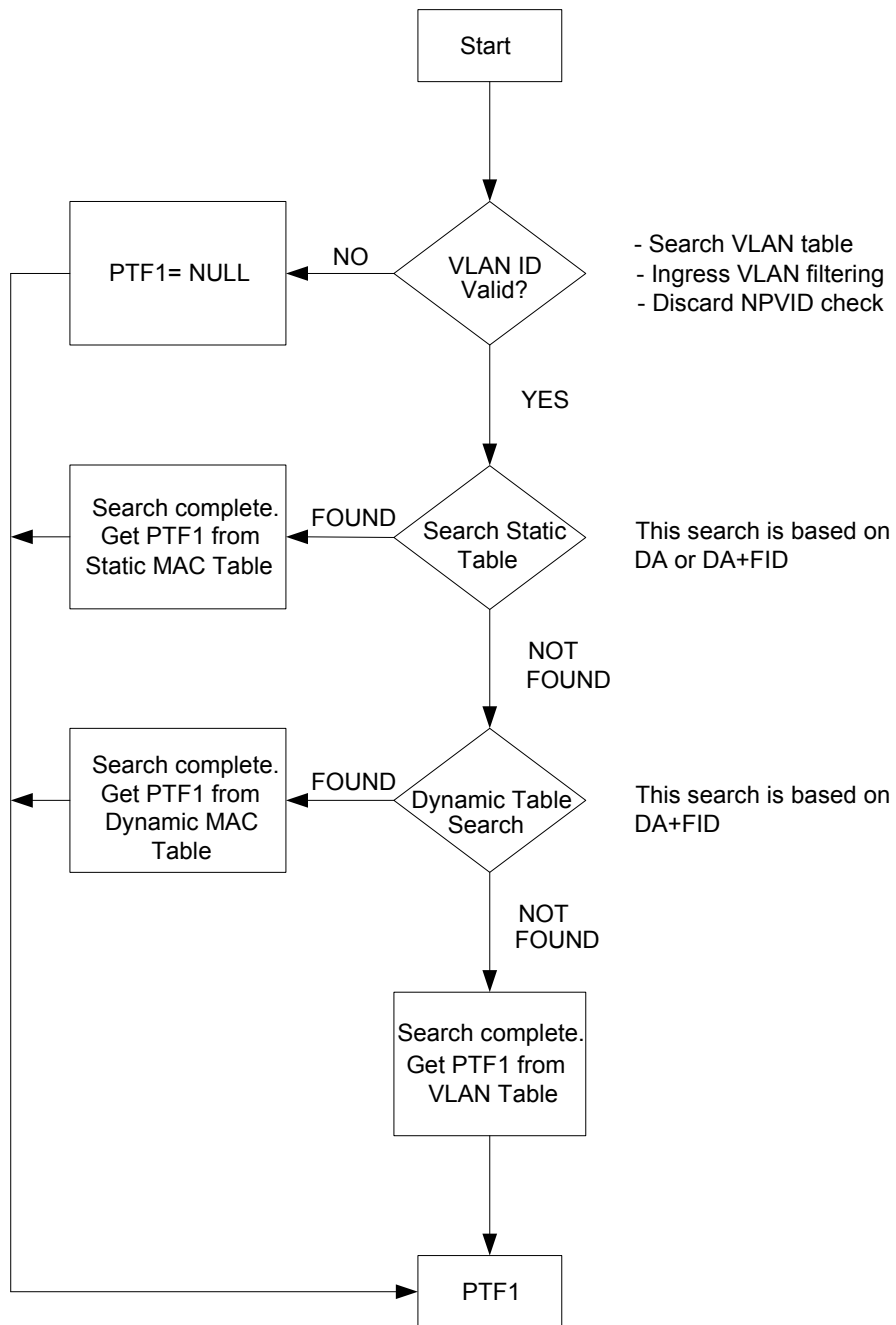 Start
PTF1= NULL
NO
VLAN ID
Valid?
- Search VLAN table
- Ingress VLAN filtering
- Discard NPVID check
YES
Search complete.
Get PTF1 from
Static MAC Table
FOUND
Search Static
Table
This search is based on
DA or DA+FID
NOT
FOUND
Search complete.
Get PTF1 from
Dynamic MAC
Table
FOUND
Dynamic Table
Search
This search is based on
DA+FID
NOT
FOUND
Search complete.
Get PTF1 from
VLAN Table
PTF1